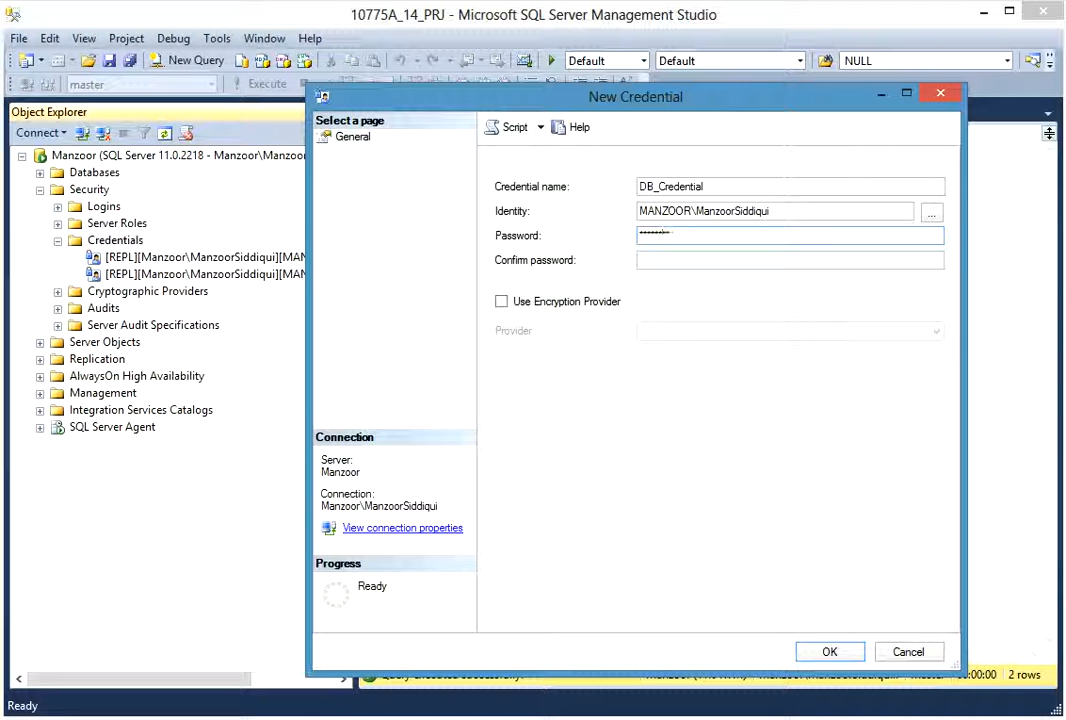 10775A_14_PRJ - Microsoft SQL Server Management Studio
File Edit View Project Debug Tools Window Help
New Query Default Default NULL
master Execute
Object Explorer
Connect
Manzoor (SQL Server 11.0.2218 - Manzoor\Manzoo
Databases
Security
Logins
Server Roles
Credentials
[REPL][Manzoor\ManzoorSiddiqui][MAN
[REPL][Manzoor\ManzoorSiddiqui][MAN
Cryptographic Providers
Audits
Server Audit Specifications
Server Objects
Replication
AlwaysOn High Availability
Management
Integration Services Catalogs
SQL Server Agent
New Credential
Select a page
General
Script Help
Credential name: DB_Credential
Identity: MANZOOR\ManzoorSiddiqui ...
Password:
Confirm password:
Use Encryption Provider
Provider
Connection
Server:
Manzoor
Connection:
Manzoor\ManzoorSiddiqui
View connection properties
Progress
Ready
OK Cancel
2 rows
Ready